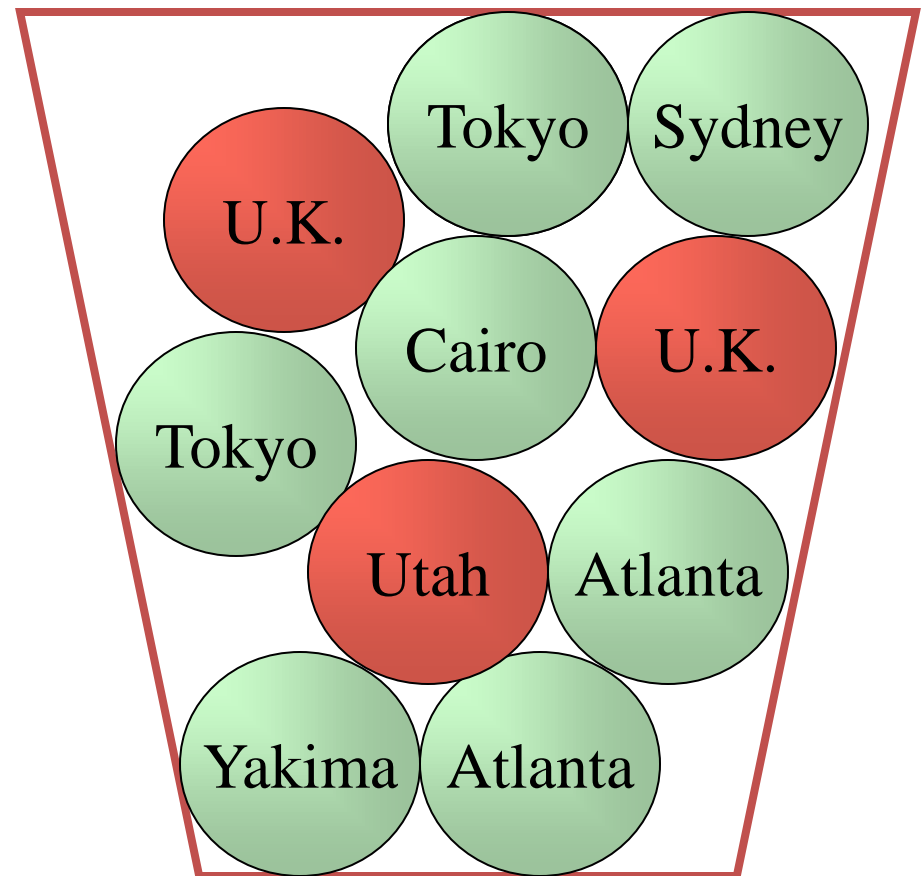 Tokyo
Sydney
U.K.
Cairo
U.K.
Tokyo
Utah
Atlanta
Yakima
Atlanta